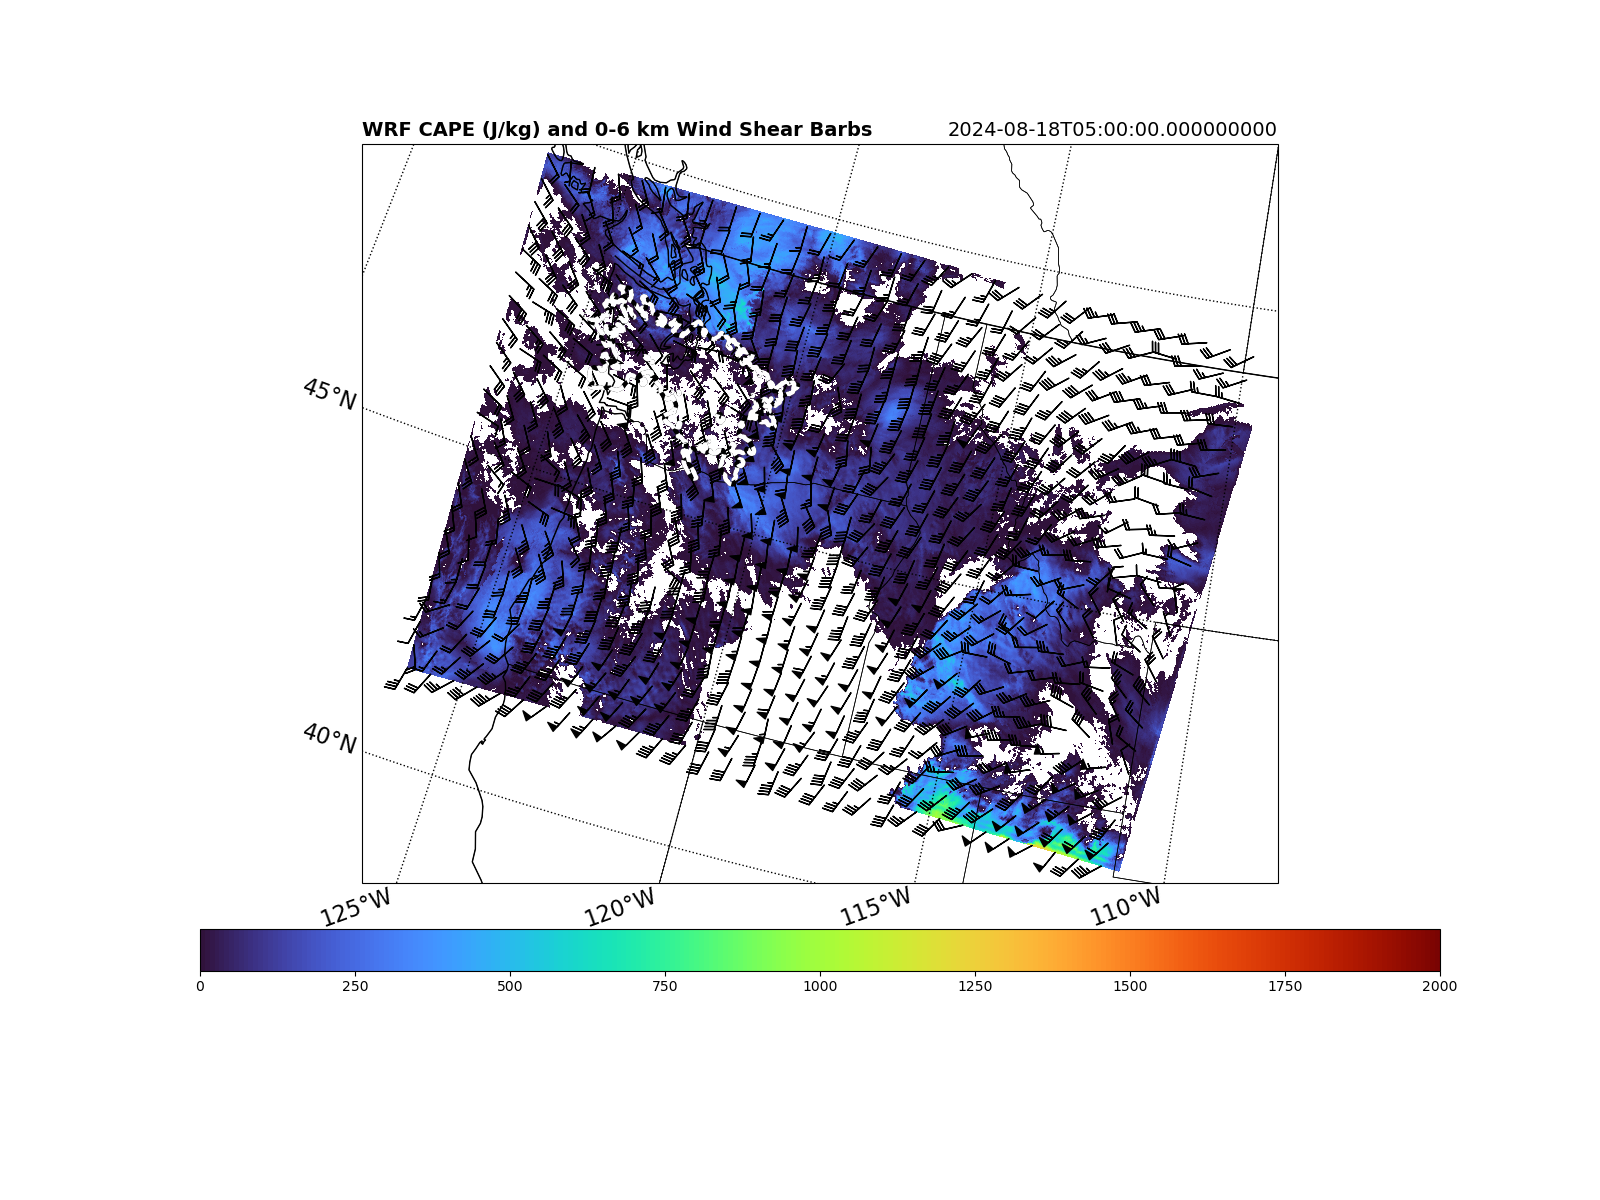 WRF CAPE (J/kg) and 0-6 km Wind Shear Barbs 2024-08-18T05:00:00.000000000
45°N
40°N
125°W 120°W 115°W 110°W
0 250 500 750 1000 1250 1500 1750 2000